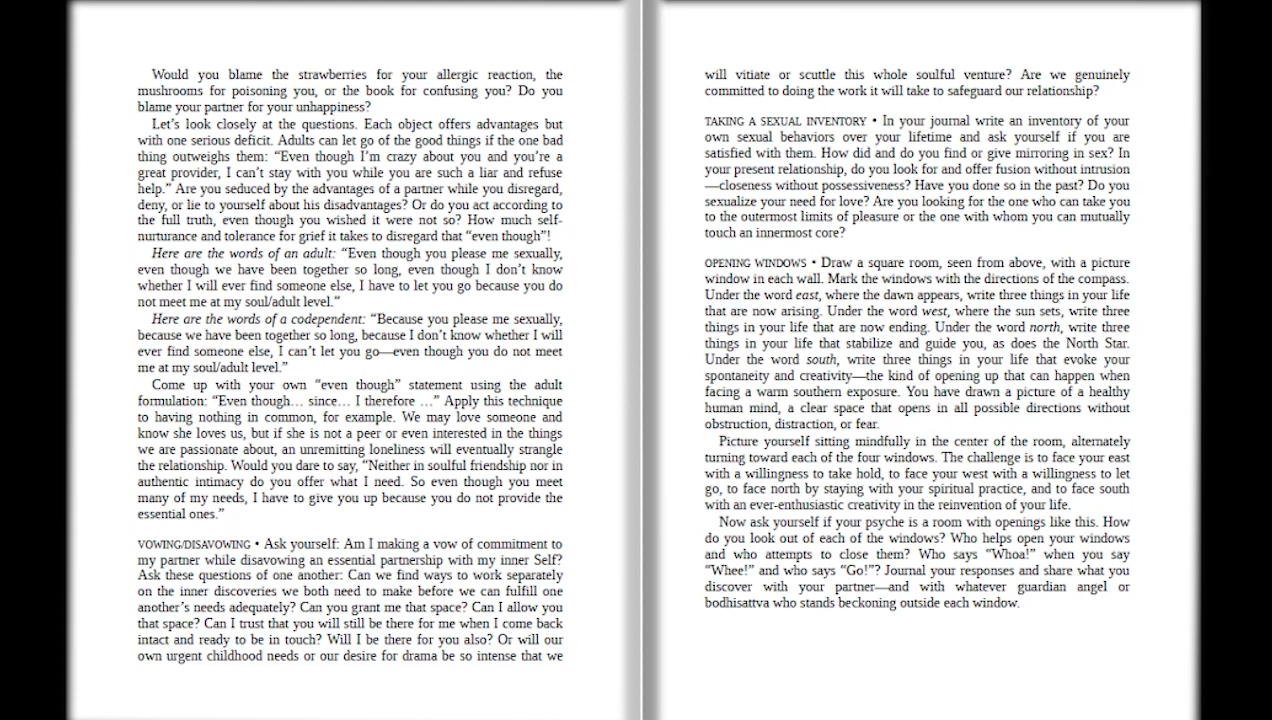 Would you blame the strawberries for your allergic reaction, the
mushrooms for poisoning you, or the book for confusing you? Do you
blame your partner for your unhappiness?
Let’s look closely at the questions. Each object offers advantages but
with one serious deficit. Adults can let go of the good things if the one bad
thing outweighs them: “Even though I’m crazy about you and you’re a
great provider, I can’t stay with you while you are such a liar and refuse
help.” Are you seduced by the advantages of a partner while you disregard,
deny, or lie to yourself about his disadvantages? Or do you act according to
the full truth, even though you wished it were not so? How much self-
nurturance and tolerance for grief it takes to disregard that “even though”!
Here are the words of an adult: “Even though you please me sexually,
even though we have been together so long, even though I don’t know
whether I will ever find someone else, I have to let you go because you do
not meet me at my soul/adult level.”
Here are the words of a codependent: “Because you please me sexually,
because we have been together so long, because I don’t know whether I will
ever find someone else, I can’t let you go—even though you do not meet
me at my soul/adult level.”
Come up with your own “even though” statement using the adult
formulation: “Even though… since… I therefore …” Apply this technique
to having nothing in common, for example. We may love someone and
know she loves us, but if she is not a peer or even interested in the things
we are passionate about, an unremitting loneliness will eventually strangle
the relationship. Would you dare to say, “Neither in soulful friendship nor in
authentic intimacy do you offer what I need. So even though you meet
many of my needs, I have to give you up because you do not provide the
essential ones.”
VOWING/DISAVOWING • Ask yourself: Am I making a vow of commitment to
my partner while disavowing an essential partnership with my inner Self?
Ask these questions of one another: Can we find ways to work separately
on the inner discoveries we both need to make before we can fulfill one
another’s needs adequately? Can you grant me that space? Can I allow you
that space? Can I trust that you will still be there for me when I come back
intact and ready to be in touch? Will I be there for you also? Or will our
own urgent childhood needs or our desire for drama be so intense that we
will vitiate or scuttle this whole soulful venture? Are we genuinely
committed to doing the work it will take to safeguard our relationship?
TAKING A SEXUAL INVENTORY • In your journal write an inventory of your
own sexual behaviors over your lifetime and ask yourself if you are
satisfied with them. How did and do you find or give mirroring in sex? In
your present relationship, do you look for and offer fusion without intrusion
—closeness without possessiveness? Have you done so in the past? Do you
sexualize your need for love? Are you looking for the one who can take you
to the outermost limits of pleasure or the one with whom you can mutually
touch an innermost core?
OPENING WINDOWS • Draw a square room, seen from above, with a picture
window in each wall. Mark the windows with the directions of the compass.
Under the word east, where the dawn appears, write three things in your life
that are now arising. Under the word west, where the sun sets, write three
things in your life that are now ending. Under the word north, write three
things in your life that stabilize and guide you, as does the North Star.
Under the word south, write three things in your life that evoke your
spontaneity and creativity—the kind of opening up that can happen when
facing a warm southern exposure. You have drawn a picture of a healthy
human mind, a clear space that opens in all possible directions without
obstruction, distraction, or fear.
Picture yourself sitting mindfully in the center of the room, alternately
turning toward each of the four windows. The challenge is to face your east
with a willingness to take hold, to face your west with a willingness to let
go, to face north by staying with your spiritual practice, and to face south
with an ever-enthusiastic creativity in the reinvention of your life.
Now ask yourself if your psyche is a room with openings like this. How
do you look out of each of the windows? Who helps open your windows
and who attempts to close them? Who says “Whoa!” when you say
“Whee!” and who says “Go!”? Journal your responses and share what you
discover with your partner—and with whatever guardian angel or
bodhisattva who stands beckoning outside each window.